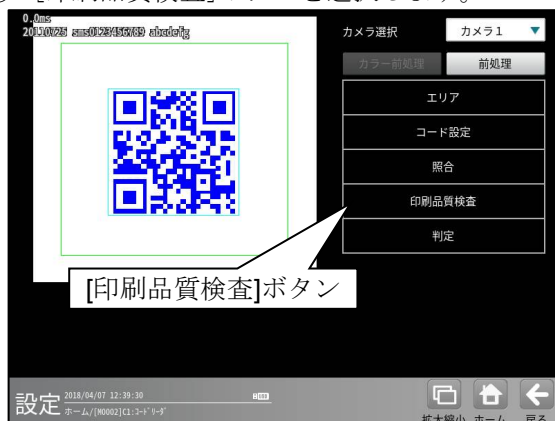 [印刷品質検査]ボタンを選択します。
0.0ms
20110725 sms0123456789 abcdefg
カメラ選択
カメラ1
カラー前処理
前処理
エリア
コード設定
照合
印刷品質検査
判定
[印刷品質検査]ボタン
設定
2018/04/07 12:39:30
ホーム/[M0002]C1:コードリーダ
拡大縮小
ホーム
戻る